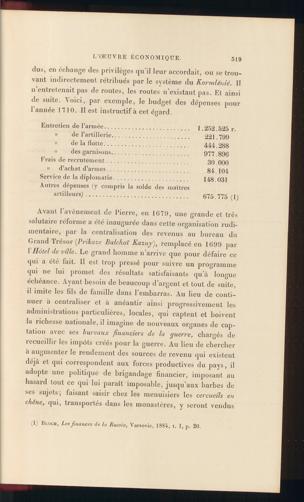 L'ŒUVRE ÉCONOMIQUE. 519
dus, en échange des privilèges qu'il leur accordait, ou se trou-
vant indirectement rétribués par le système du Kormlénié. Il
n'entretenait pas de routes, les routes n'existant pas. Et ainsi
de suite. Voici, par exemple, le budget des dépenses pour
l'année 1710. Il est instructif à cet égard.
Entretien de l'armée. 1.252.525 r.
» de l'artillerie. 221.799
» de la flotte. 444.288
» des garnisons. 977.896
Frais de recrutement. 30.000
» d'achat d'armes. 84.104
Service de la diplomatie. 148.031
Autres dépenses (y compris la solde des maîtres
artilleurs) 675.775 (1)
Avant l'avènement de Pierre, en 1679, une grande et très
salutaire réforme a été inaugurée dans cette organisation rudi-
mentaire, par la centralisation des revenus au bureau du
Grand Trésor (Prikaze Balchoï Kazny), remplacé en 1699 par
l'Hôtel de ville. Le grand homme n'arrive que pour défaire ce
qui a été fait. Il est trop pressé pour suivre un programme
qui ne lui promet des résultats satisfaisants qu'à longue
échéance. Ayant besoin de beaucoup d'argent et tout de suite,
il imite les fils de famille dans l'embarras. Au lieu de conti-
nuer à centraliser et à anéantir ainsi progressivement les
administrations particulières, locales, qui captent et boivent
la richesse nationale, il imagine de nouveaux organes de cap-
tation avec ses bureaux financiers de la guerre, chargés de
recueillir les impôts créés pour la guerre. Au lieu de chercher
à augmenter le rendement des sources de revenu qui existent
déjà et qui correspondent aux forces productives du pays, il
adopte une politique de brigandage financier, imposant au
hasard tout ce qui lui paraît imposable, jusqu'aux barbes de
ses sujets; faisant saisir chez les menuisiers les cercueils en
chêne, qui, transportés dans les monastères, y seront vendus
(1) BLOCH, Les finances de la Russie, Varsovie, 1884, t. I, p. 20.